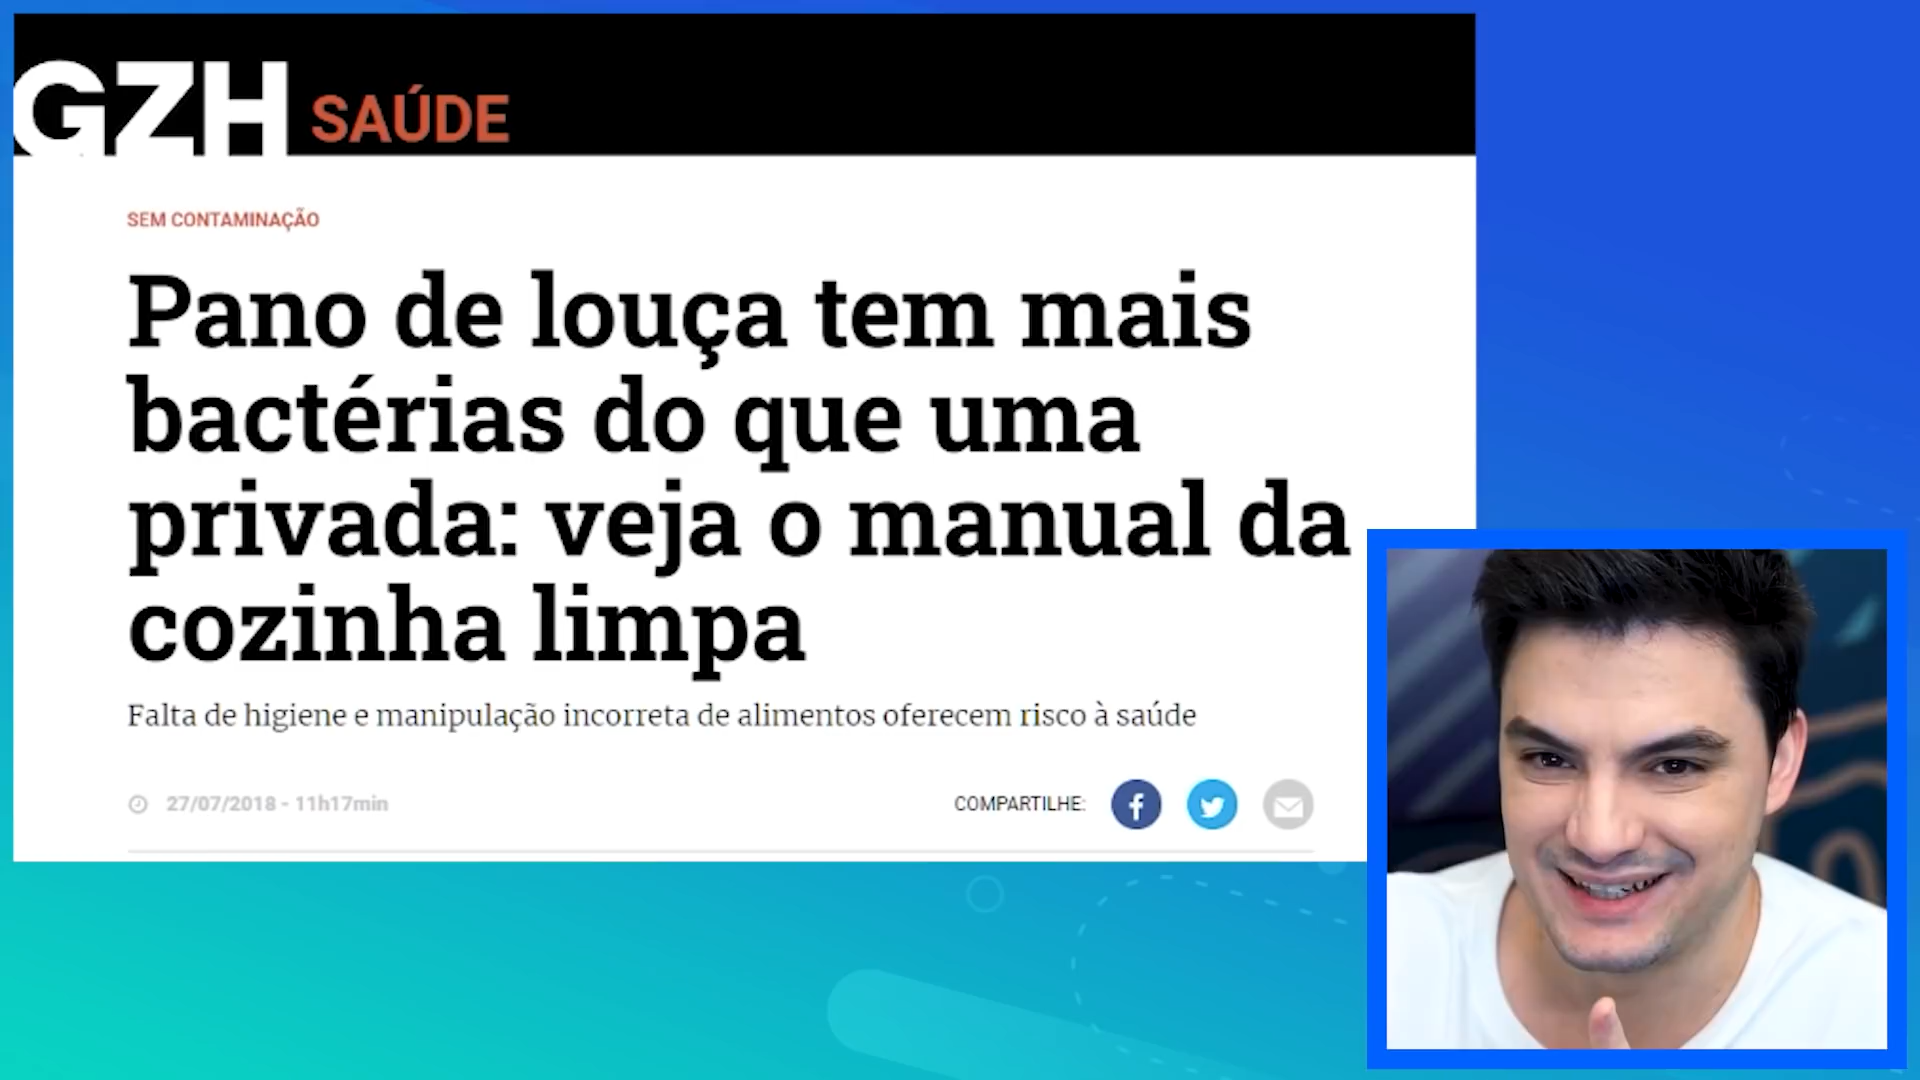 GZH SAÚDE
SEM CONTAMINAÇÃO
Pano de louça tem mais
bactérias do que uma
privada: veja o manual da
cozinha limpa
Falta de higiene e manipulação incorreta de alimentos oferecem risco à saúde
27/07/2018 - 11h17min
COMPARTILHE: